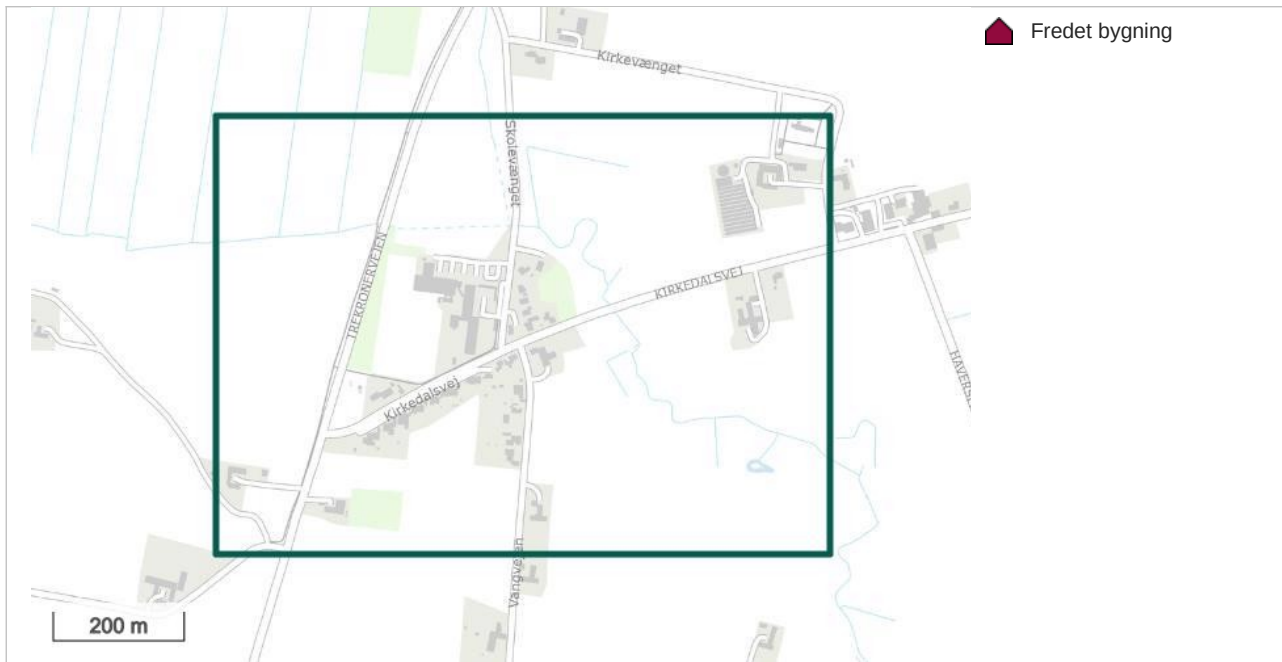 Fredet bygning
Kirkevænget
Skolevænget
TREKRONERVEJEN
KIRKEDALSVEJ
Kirkedalsvej
Vangvejen
200 m